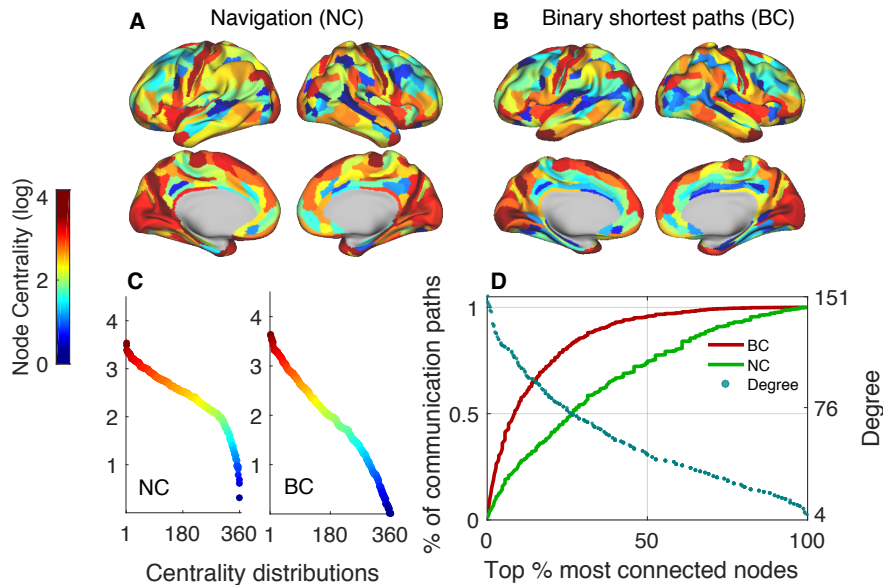 A Navigation (NC)
B Binary shortest paths (BC)
Node Centrality (log)
4
2
0
C
4
3
2
1
NC
1 180 360
4
3
2
1
BC
1 180 360
Centrality distributions
D
% of communication paths
1
0.5
0
BC
NC
Degree
151
76
4
Degree
0 50 100
Top % most connected nodes